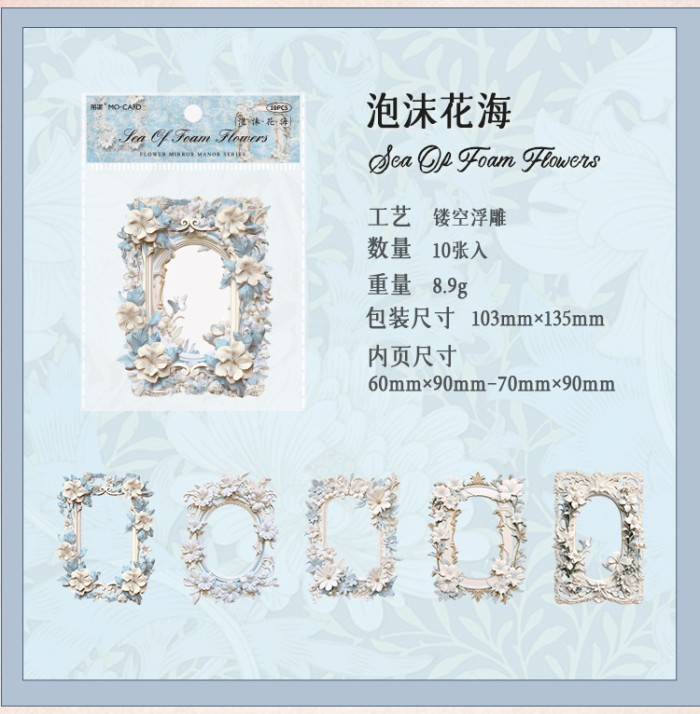 MO·CARD
20PCS
泡·沫·花·海
Sea Of Foam Flowers
FLOWER MIRROR MANOR SERIES
泡沫花海
Sea Of Foam Flowers
工艺 镂空浮雕
数量 10张入
重量 8.9g
包装尺寸 103mm×135mm
内页尺寸
60mm×90mm-70mm×90mm